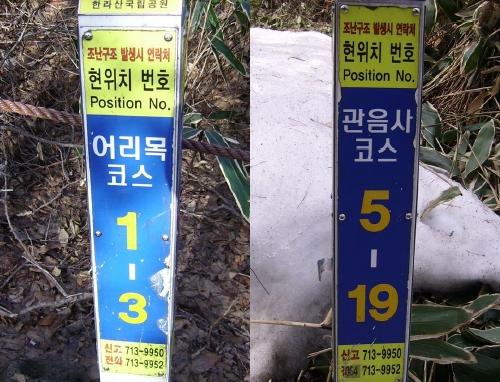 한라산국립공원
조난구조 발생시 연락처
현위치 번호
Position No.
어리목
코스
1
-
3
신고 713-9950
전화 713-9952
조난구조 발생시 연락처
현위치 번호
Position No.
관음사
코스
5
-
19
신고 713-9950
713-9952